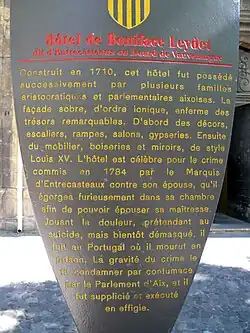 Hôtel de Boniface Leydet
dit d'Entrecasteaux ou Louré de Vauvenargue
Construit en 1710, cet hôtel fut possédé
successivement par plusieurs familles
aristocratiques et parlementaires aixoises. La
façade sobre, d'ordre ionique, enferme des
trésors remarquables. D'abord des décors,
escaliers, rampes, salons, gypseries. Ensuite
du mobilier, boiseries et miroirs, de style
Louis XV. L'hôtel est célèbre pour le crime
commis en 1784 par le Marquis
d'Entrecasteaux contre son épouse, qu'il
égorgea furieusement dans sa chambre
afin de pouvoir épouser sa maîtresse.
Jouant la douleur, prétendant au
suicide, mais bientôt démasqué, il
fuit au Portugal où il mourut en
prison. La gravité du crime le
fit condamner par contumace
par le Parlement d'Aix, et il
fut supplicié et exécuté
en effigie.